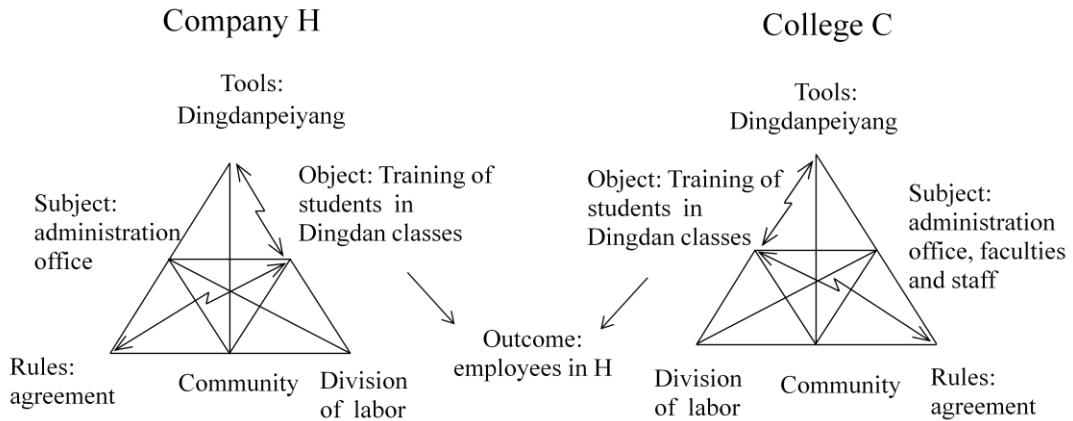 Company H
College C
Tools:
Dingdanpeiyang
Tools:
Dingdanpeiyang
Subject:
administration
office
Object: Training of
students in
Dingdan classes
Object: Training of
students in
Dingdan classes
Subject:
administration
office, faculties
and staff
Outcome:
employees in H
Rules:
agreement
Community
Division
of labor
Division
of labor
Community
Rules:
agreement